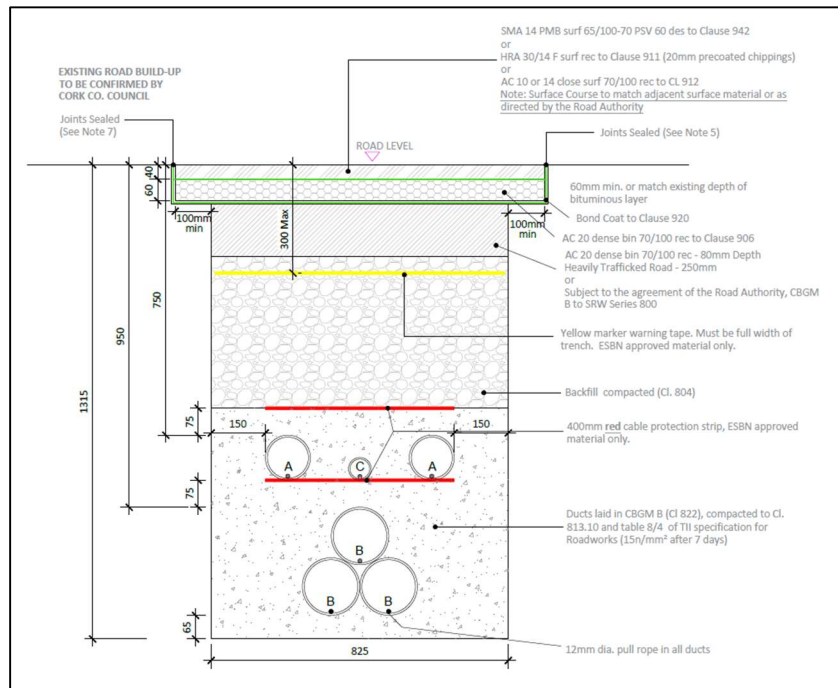 SMA 14 PMB surf 65/100-70 PSV 60 des to Clause 942
or
HRA 30/14 F surf rec to Clause 911 (20mm precoated chippings)
or
AC 10 or 14 close surf 70/100 rec to CL 912
Note: Surface Course to match adjacent surface material or as
directed by the Road Authority
EXISTING ROAD BUILD-UP
TO BE CONFIRMED BY
CORK CO. COUNCIL
Joints Sealed
(See Note 7)
ROAD LEVEL
Joints Sealed (See Note 5)
40
60
100mm
min
300 Max
100mm
min
60mm min. or match existing depth of
bituminous layer
Bond Coat to Clause 920
AC 20 dense bin 70/100 rec to Clause 906
AC 20 dense bin 70/100 rec - 80mm Depth
Heavily Trafficked Road - 250mm
or
Subject to the agreement of the Road Authority, CBGM
B to SRW Series 800
750
950
1315
Yellow marker warning tape. Must be full width of
trench. ESBN approved material only.
Backfill compacted (Cl. 804)
75
150
150
400mm red cable protection strip, ESBN approved
material only.
A
C
A
75
Ducts laid in CBGM B (Cl 822), compacted to Cl.
813.10 and table 8/4 of TII specification for
Roadworks (15n/mm² after 7 days)
B
B
B
65
12mm dia. pull rope in all ducts
825